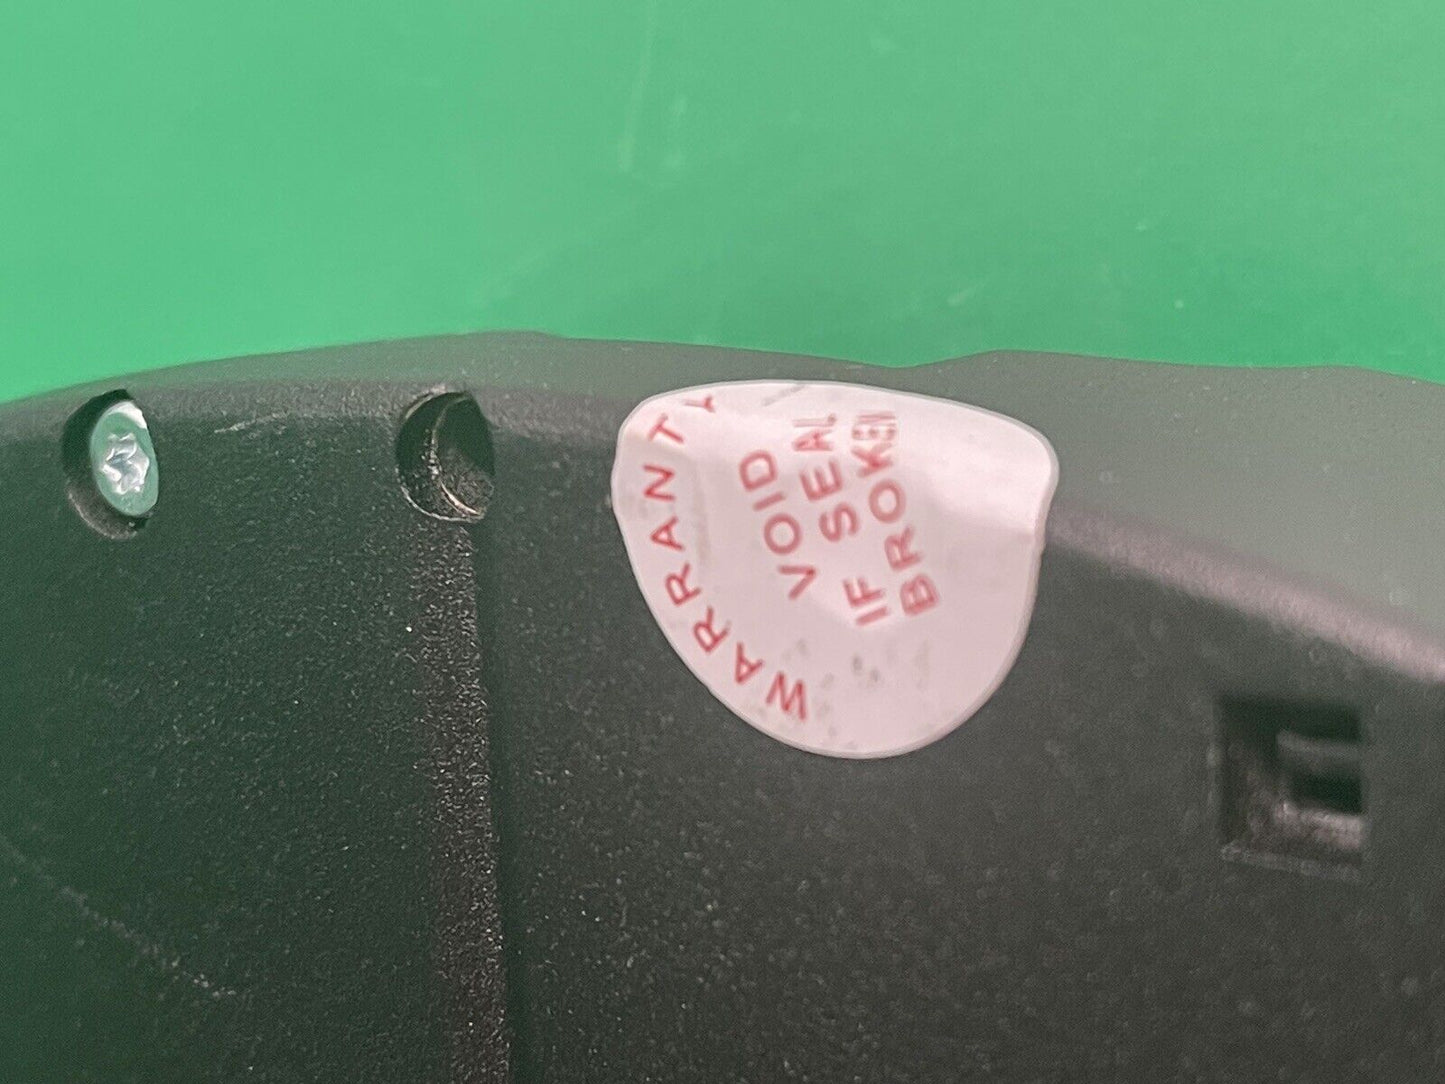 WARRANTY
VOID
IF SEAL
BROKEN